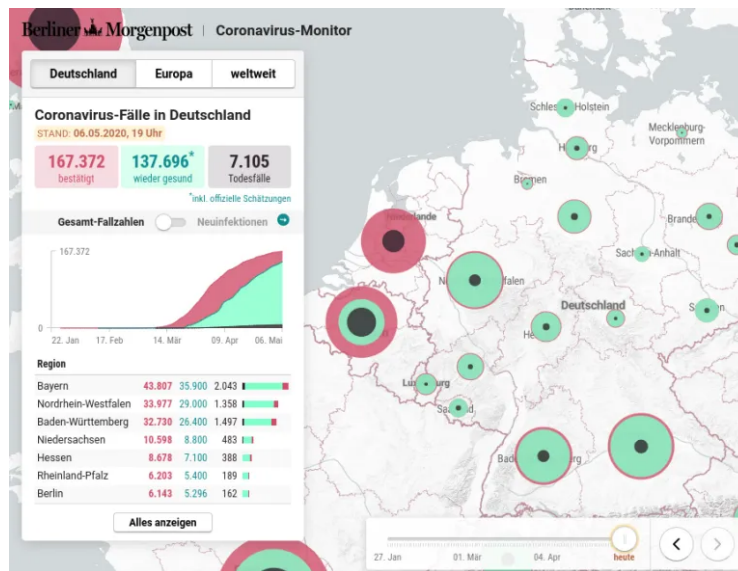 Berliner Morgenpost | Coronavirus-Monitor
Deutschland Europa weltweit
Coronavirus-Fälle in Deutschland
STAND: 06.05.2020, 19 Uhr
167.372 137.696* 7.105
bestätigt wieder gesund Todesfälle
*inkl. offizielle Schätzungen
Gesamt-Fallzahlen Neuinfektionen
167.372
0
22. Jan 17. Feb 14. Mär 09. Apr 06. Mai
Region
Bayern 43.807 35.900 2.043
Nordrhein-Westfalen 33.977 29.000 1.358
Baden-Württemberg 32.730 26.400 1.497
Niedersachsen 10.598 8.800 483
Hessen 8.678 7.100 388
Rheinland-Pfalz 6.203 5.400 189
Berlin 6.143 5.296 162
Alles anzeigen
Mecklenburg-
Vorpommern
Deutschland
27. Jan 01. Mär 04. Apr heute